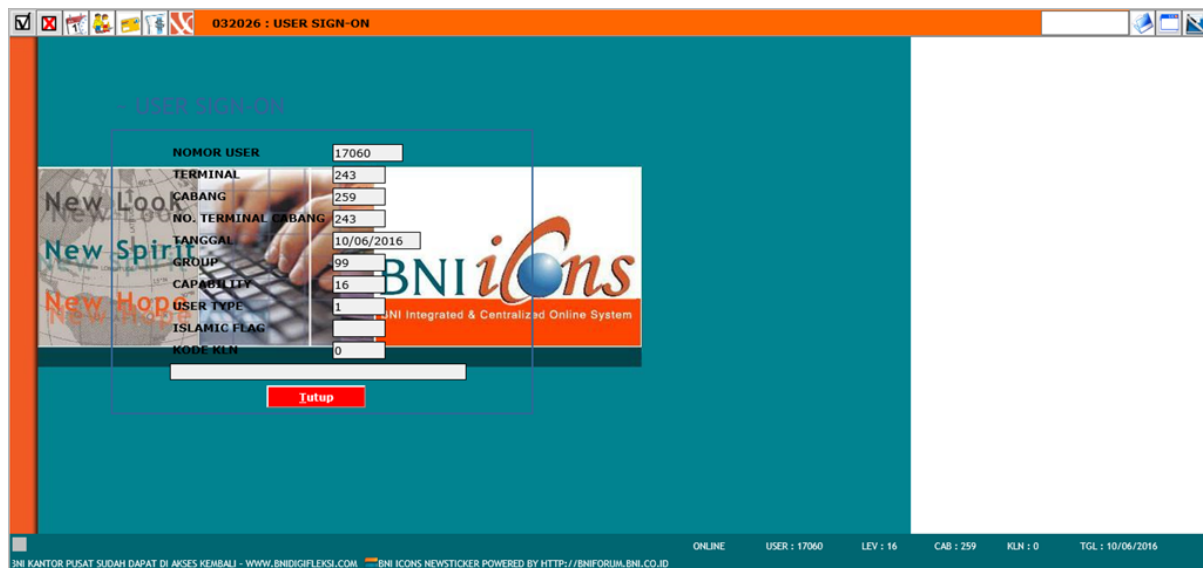 032026 : USER SIGN-ON
- USER SIGN-ON
NOMOR USER 17060
TERMINAL 243
CABANG 259
NO. TERMINAL CABANG 243
TANGGAL 10/06/2016
GROUP 99
CAPABILITY 16
USER TYPE 1
ISLAMIC FLAG
KODE KLN 0
Tutup
New Look
New Spirit
New Hope
BNI iCons
BNI Integrated & Centralized Online System
ONLINE USER : 17060 LEV : 16 CAB : 259 KLN : 0 TGL : 10/06/2016
BNI KANTOR PUSAT SUDAH DAPAT DI AKSES KEMBALI - WWW.BNIDIGIFLEKSI.COM BNI ICONS NEWSTICKER POWERED BY HTTP://BNIFORUM.BNI.CO.ID